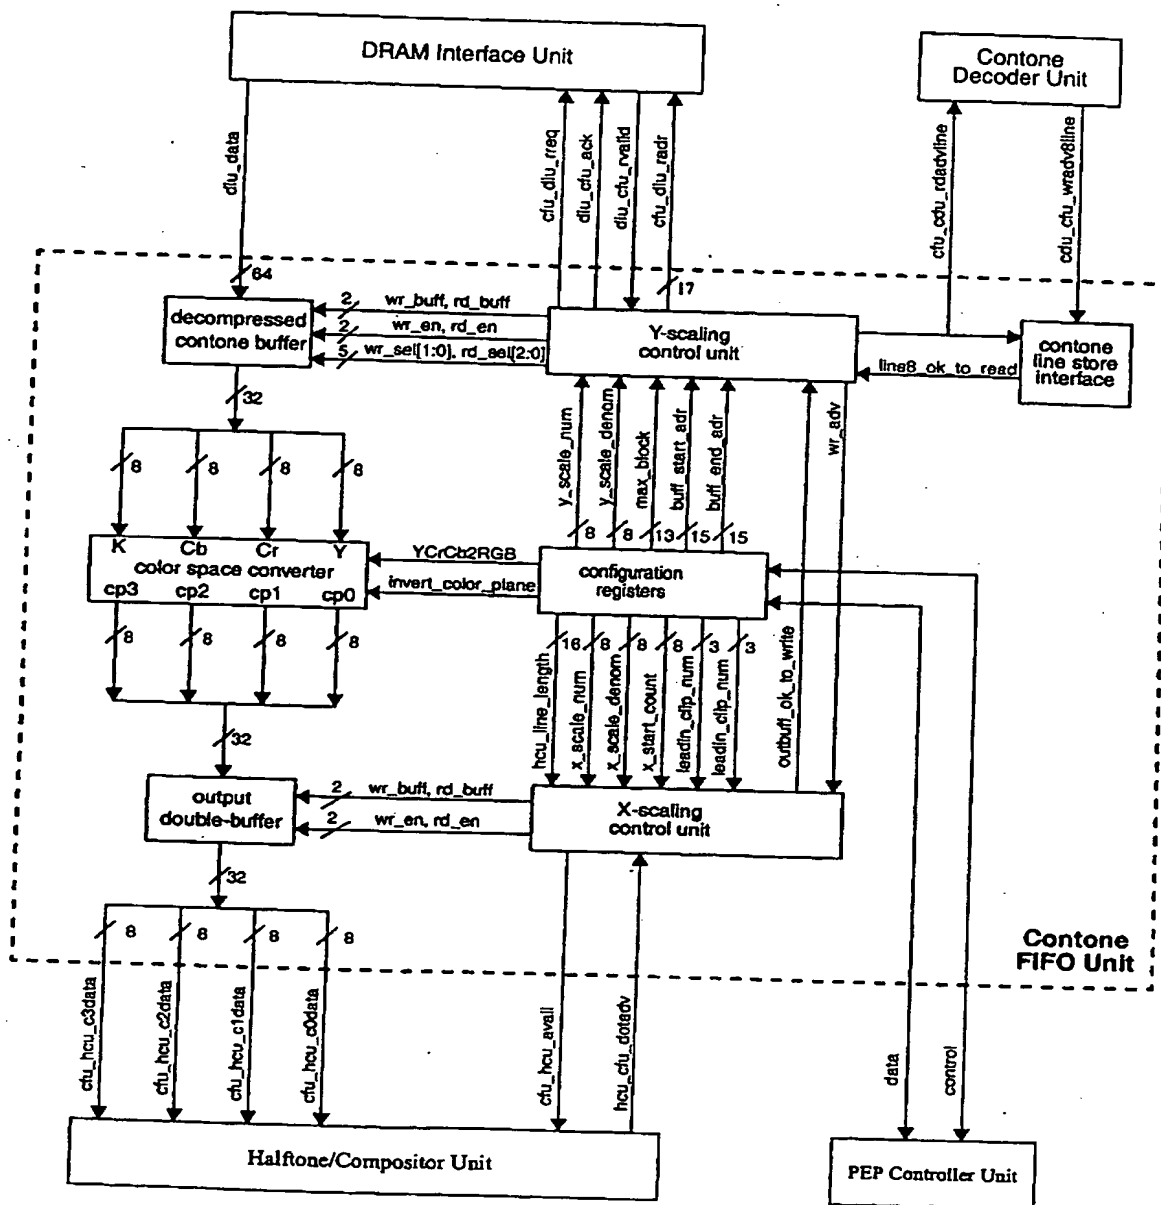 DRAM Interface Unit
Contone
Decoder Unit
diu_data
cfu_diu_rreq
diu_cfu_ack
diu_cfu_rvalid
cfu_diu_radr
cfu_cdu_rdadvline
cdu_cfu_wradv8line
64
17
decompressed
contone buffer
2
wr_buff, rd_buff
2
wr_en, rd_en
5
wr_sel[1:0], rd_sel[2:0]
Y-scaling
control unit
line8_ok_to_read
contone
line store
interface
32
8
8
8
8
y_scale_num
y_scale_denom
max_block
buff_start_adr
buff_end_adr
wr_adv
8
8
13
15
15
K
Cb
Cr
Y
color space converter
cp3
cp2
cp1
cp0
YCrCb2RGB
invert_color_plane
configuration
registers
8
8
8
8
16
8
8
8
3
3
hcu_line_length
x_scale_num
x_scale_denom
x_start_count
leadin_clip_num
leadin_clip_num
outbuff_ok_to_write
32
output
double-buffer
2
wr_buff, rd_buff
2
wr_en, rd_en
X-scaling
control unit
32
8
8
8
8
Contone
FIFO Unit
cfu_hcu_c3data
cfu_hcu_c2data
cfu_hcu_c1data
cfu_hcu_c0data
cfu_hcu_avail
hcu_cfu_dotadv
data
control
Halftone/Compositor Unit
PEP Controller Unit